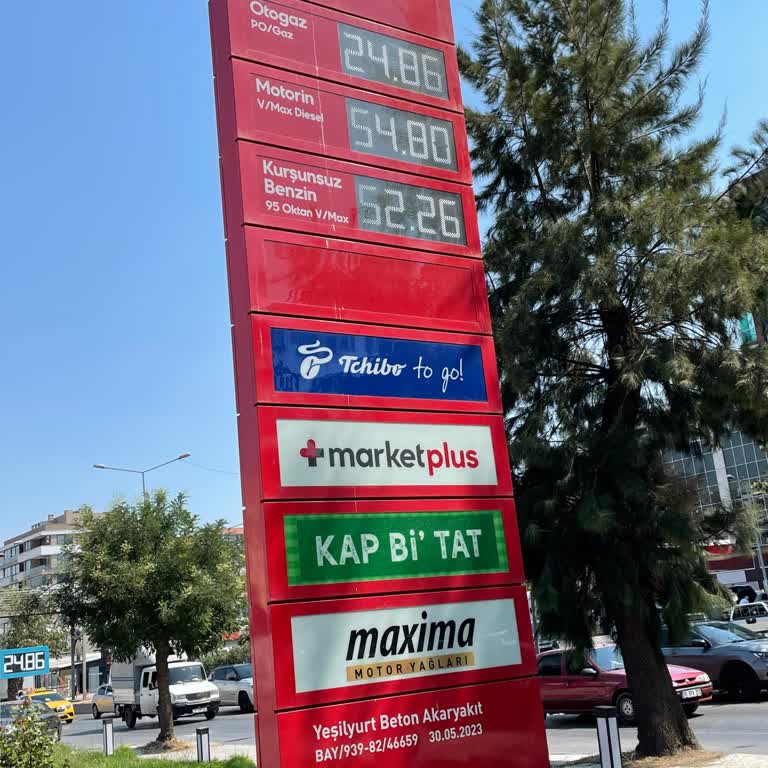 Otogaz
PO/Gaz
24.86
Motorin
V/Max Diesel
54.80
Kurşunsuz
Benzin
95 Oktan V/Max
52.26
Tchibo to go!
marketplus
KAP Bi' TAT
maxima
MOTOR YAĞLARI
Yeşilyurt Beton Akaryakıt
BAY/939-82/46659 30.05.2023
24.86